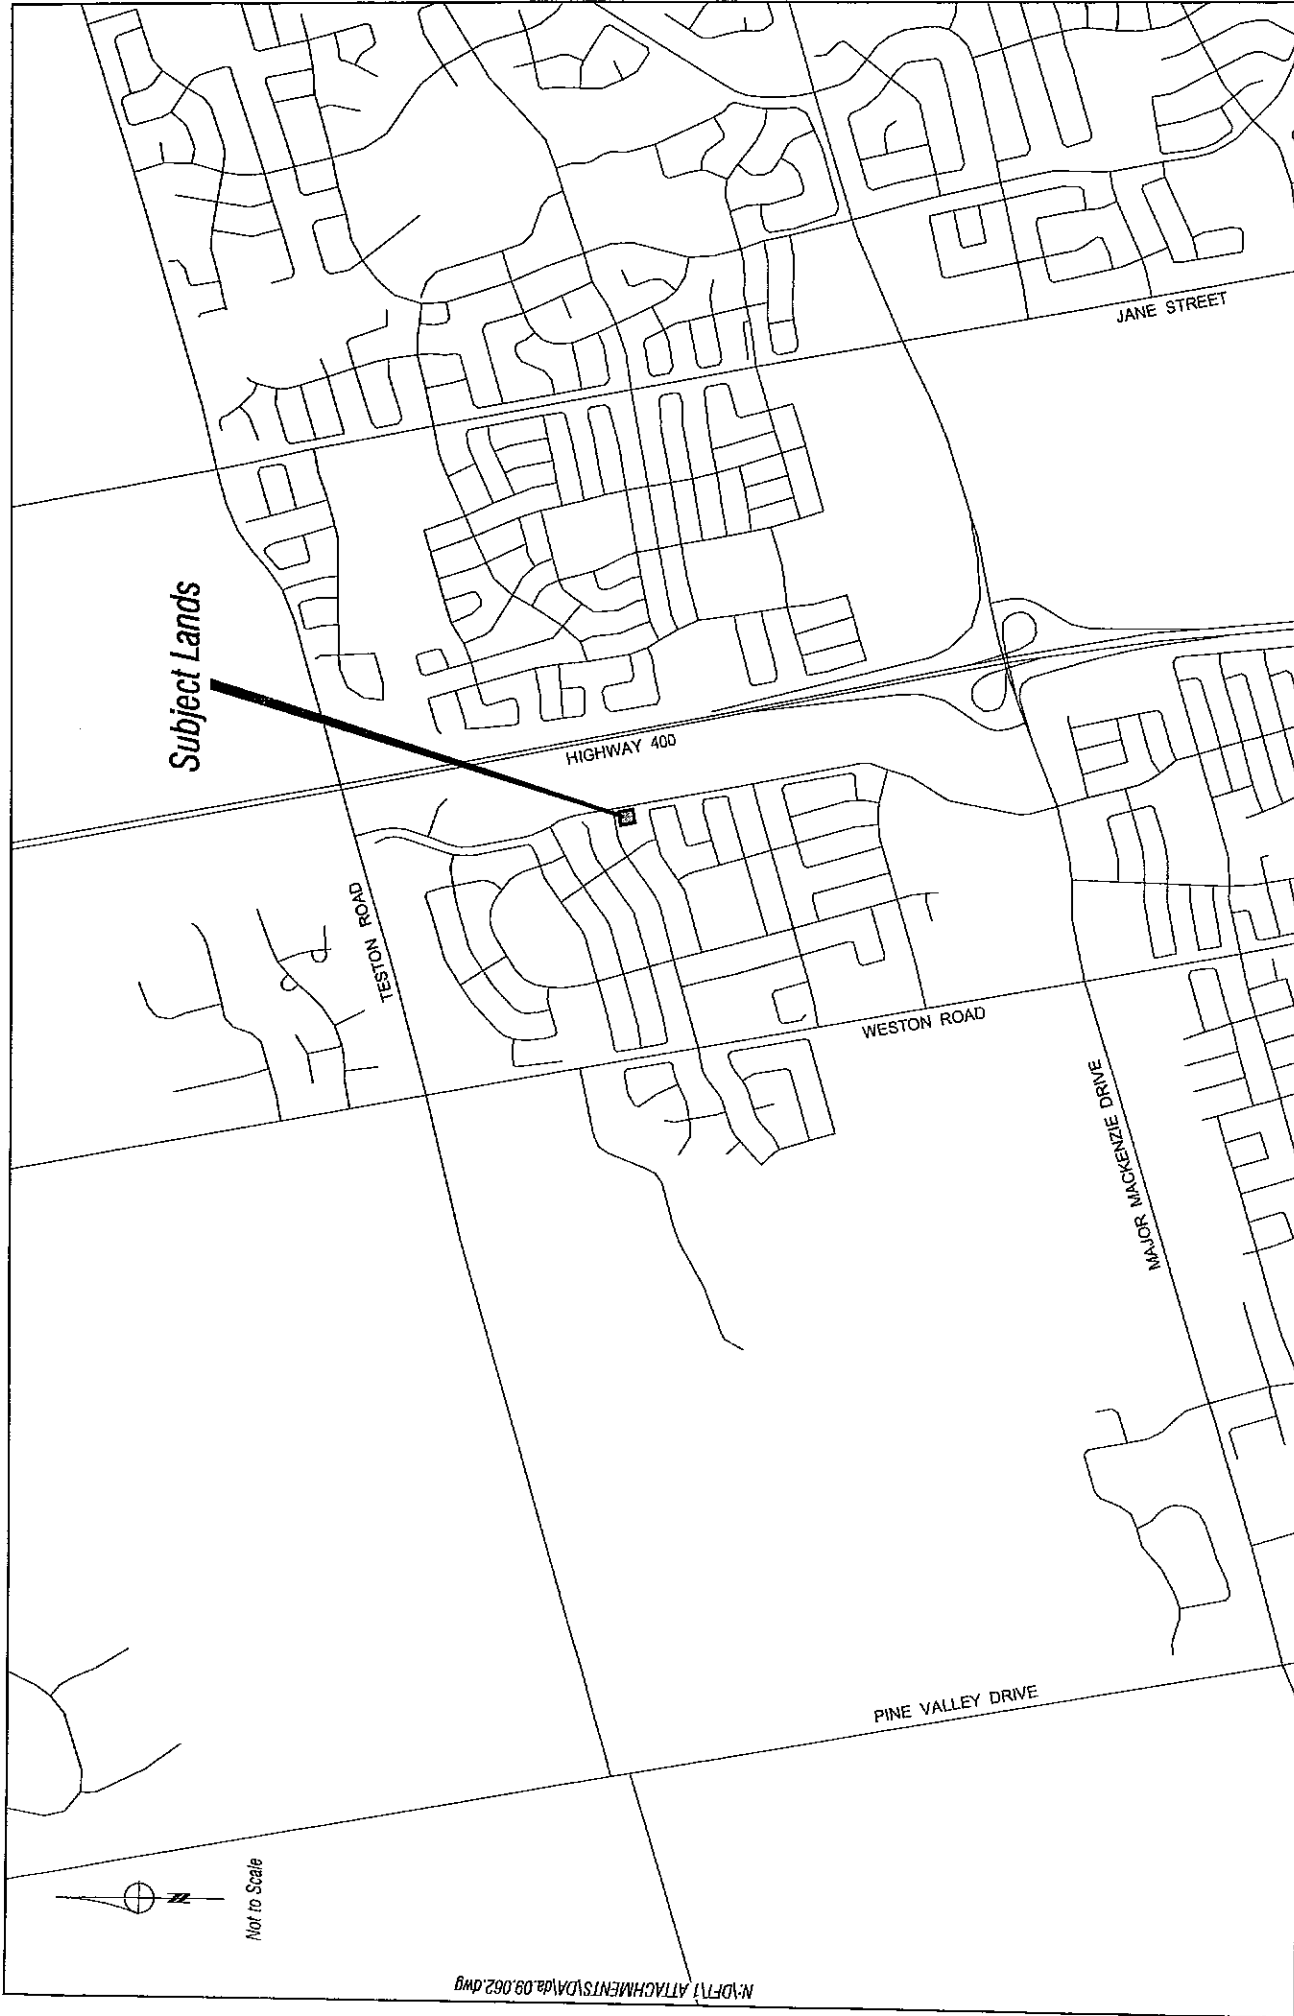 Subject Lands
JANE STREET
HIGHWAY 400
TESTON ROAD
WESTON ROAD
MAJOR MACKENZIE DRIVE
PINE VALLEY DRIVE
N
Not to Scale
N:\DFT\1 ATTACHMENTS\DA\da.09.062.dwg